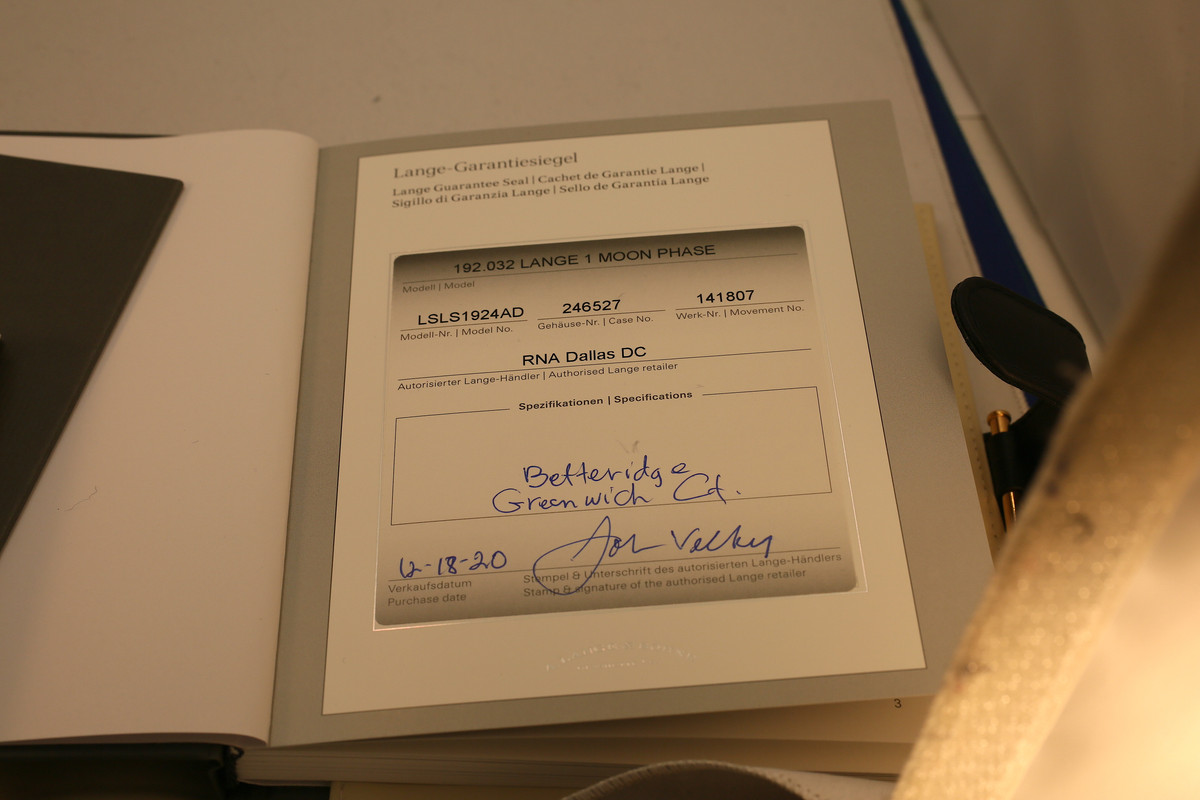 Lange-Garantiesiegel
Lange Guarantee Seal | Cachet de Garantie Lange |
Sigillo di Garanzia Lange | Sello de Garantía Lange
192.032 LANGE 1 MOON PHASE
Modell | Model
LSLS1924AD 246527 141807
Modell-Nr. | Model No. Gehäuse-Nr. | Case No. Werk-Nr. | Movement No.
RNA Dallas DC
Autorisierter Lange-Händler | Authorised Lange retailer
Spezifikationen | Specifications
Betteridge
Greenwich Ct.
12-18-20
Verkaufsdatum
Purchase date
Stempel & Unterschrift des autorisierten Lange-Händlers
Stamp & signature of the authorised Lange retailer
3